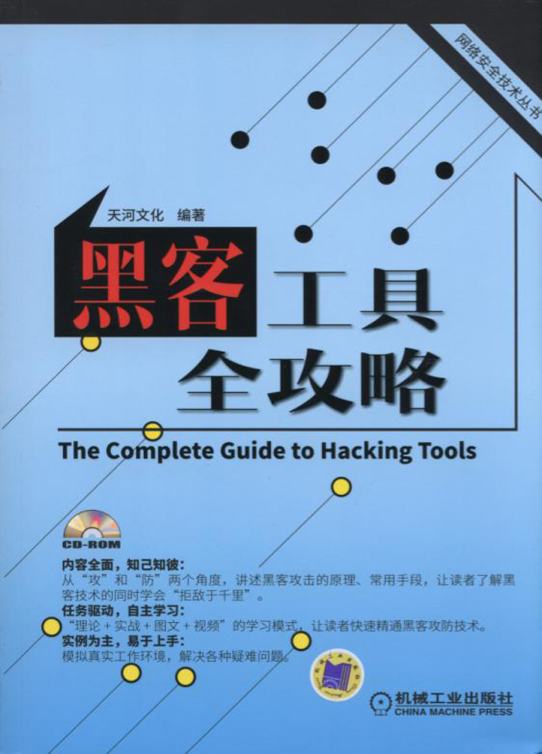 网络安全技术丛书
天河文化 编著
黑客工具
全攻略
The Complete Guide to Hacking Tools
CD-ROM
内容全面，知己知彼：
从“攻”和“防”两个角度，讲述黑客攻击的原理、常用手段，让读者了解黑
客技术的同时学会“拒敌于千里”。
任务驱动，自主学习：
“理论+实战+图文+视频”的学习模式，让读者快速精通黑客攻防技术。
实例为主，易于上手：
模拟真实工作环境，解决各种疑难问题。
机械工业出版社
CHINA MACHINE PRESS